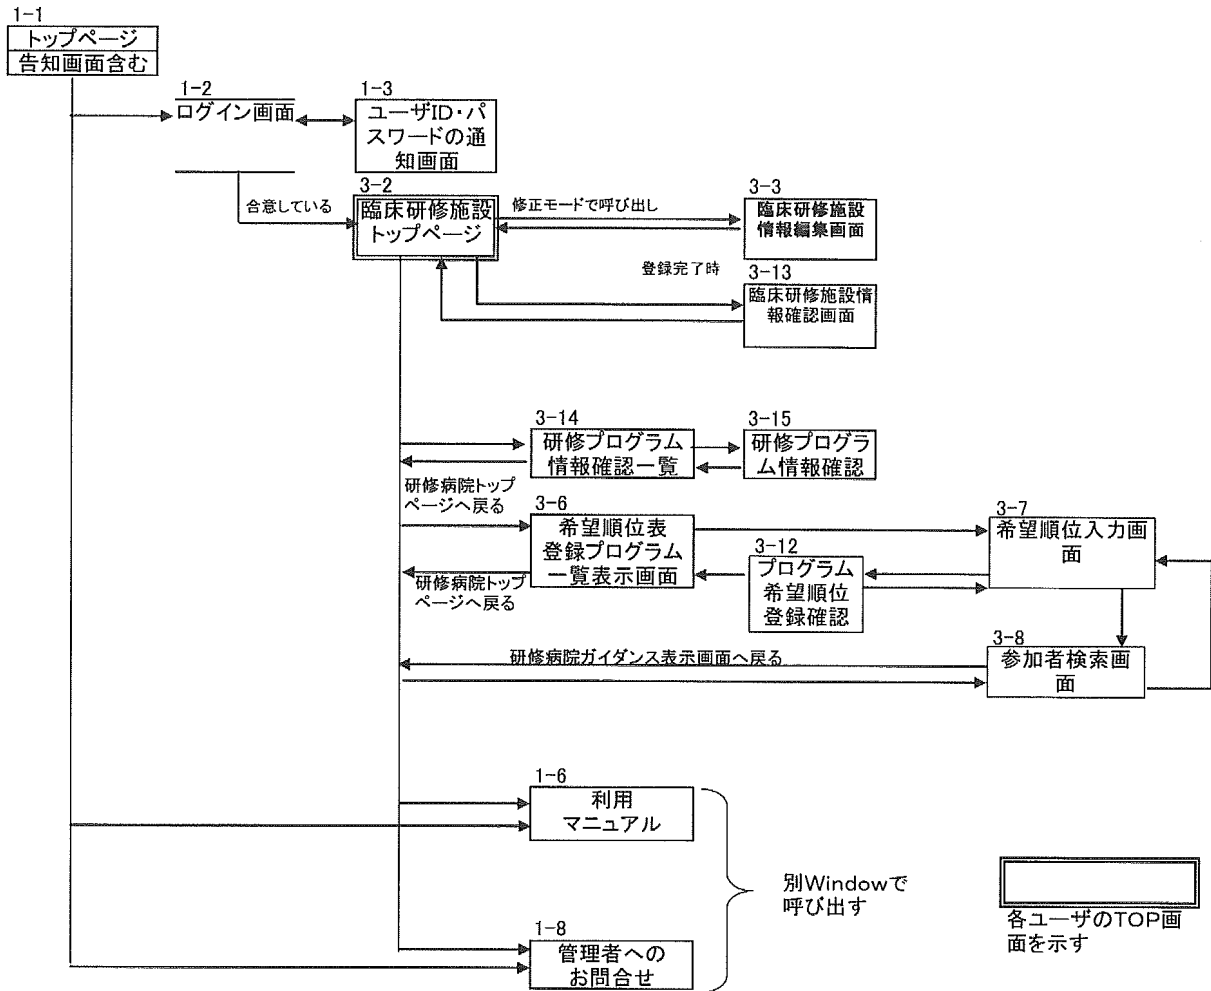 1-1
トップページ
告知画面含む
1-2
ログイン画面
1-3
ユーザID・パ
スワードの通
知画面
合意している
3-2
臨床研修施設
トップページ
修正モードで呼び出し
3-3
臨床研修施設
情報編集画面
登録完了時
3-13
臨床研修施設情
報確認画面
3-14
研修プログラム
情報確認一覧
3-15
研修プログラ
ム情報確認
研修病院トップ
ページへ戻る
3-6
希望順位表
登録プログラム
一覧表示画面
3-7
希望順位入力画
面
3-12
プログラム
希望順位
登録確認
研修病院トップ
ページへ戻る
3-8
参加者検索画
面
研修病院ガイダンス表示画面へ戻る
1-6
利用
マニュアル
別Windowで
呼び出す
1-8
管理者への
お問合せ
各ユーザのTOP画
面を示す